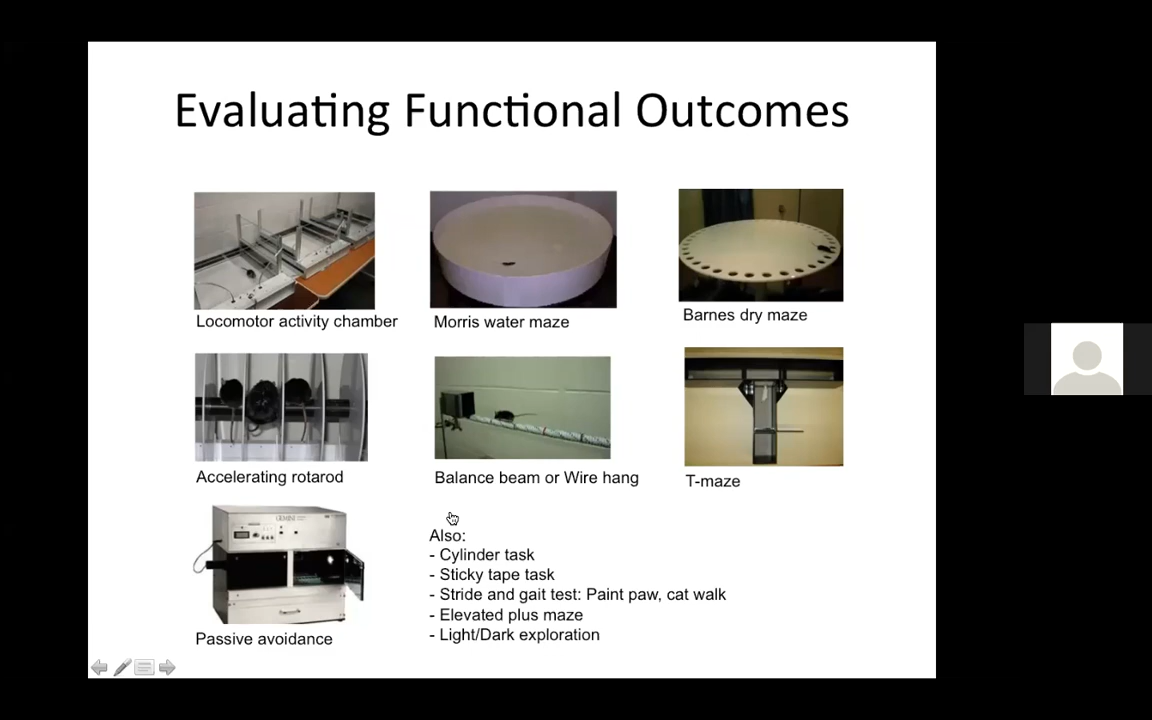 Evaluating Functional Outcomes
Locomotor activity chamber
Morris water maze
Barnes dry maze
Accelerating rotarod
Balance beam or Wire hang
T-maze
GEMINI
Passive avoidance
Also:
- Cylinder task
- Sticky tape task
- Stride and gait test: Paint paw, cat walk
- Elevated plus maze
- Light/Dark exploration